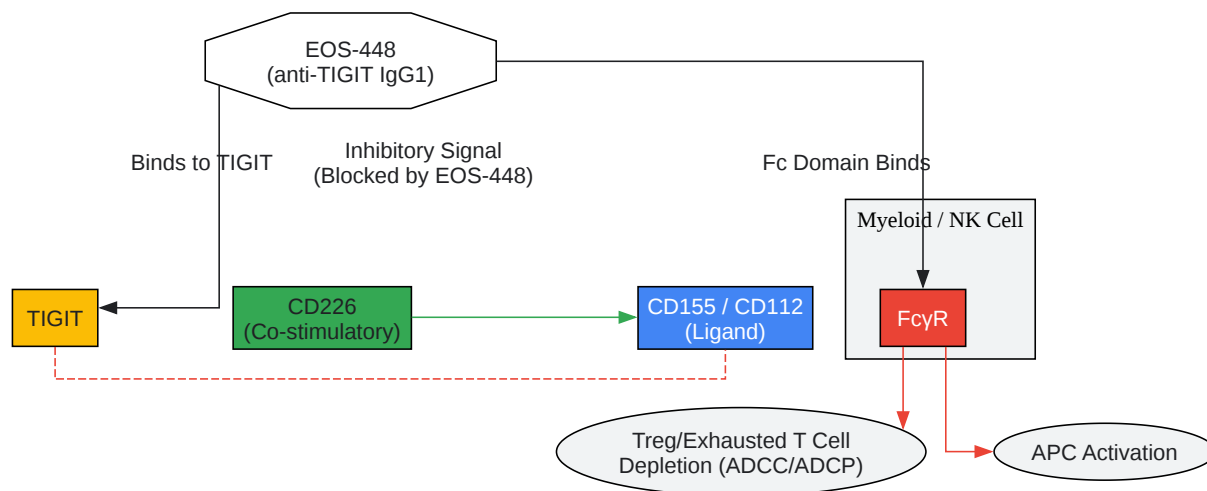 EOS-448
(anti-TIGIT IgG1)
Binds to TIGIT
Inhibitory Signal
(Blocked by EOS-448)
Fc Domain Binds
Myeloid / NK Cell
TIGIT
CD226
(Co-stimulatory)
CD155 / CD112
(Ligand)
FcγR
Treg/Exhausted T Cell
Depletion (ADCC/ADCP)
APC Activation